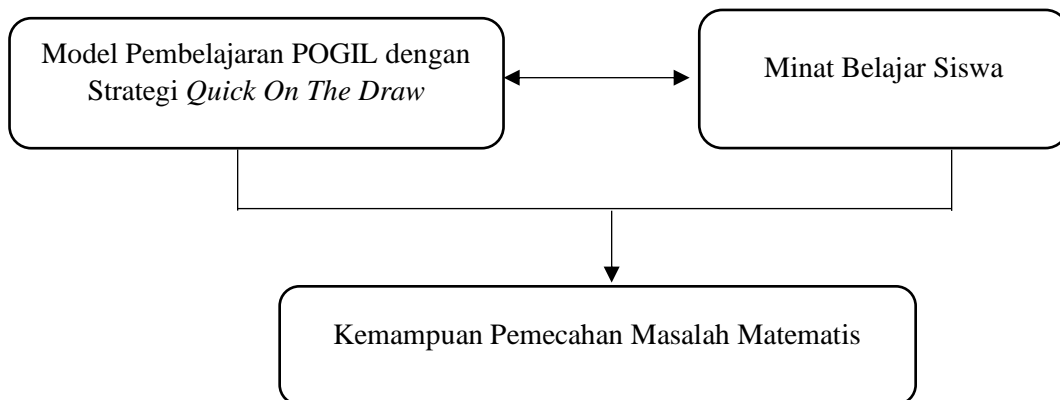 Model Pembelajaran POGIL dengan
Strategi Quick On The Draw
Minat Belajar Siswa
Kemampuan Pemecahan Masalah Matematis